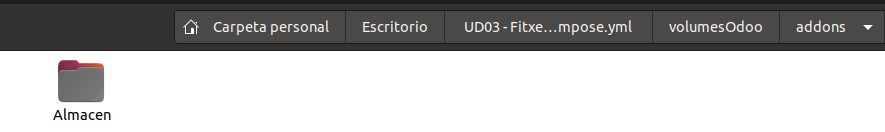 Carpeta personal Escritorio UD03 - Fitxe...mpose.yml volumesOdoo addons
Almacen